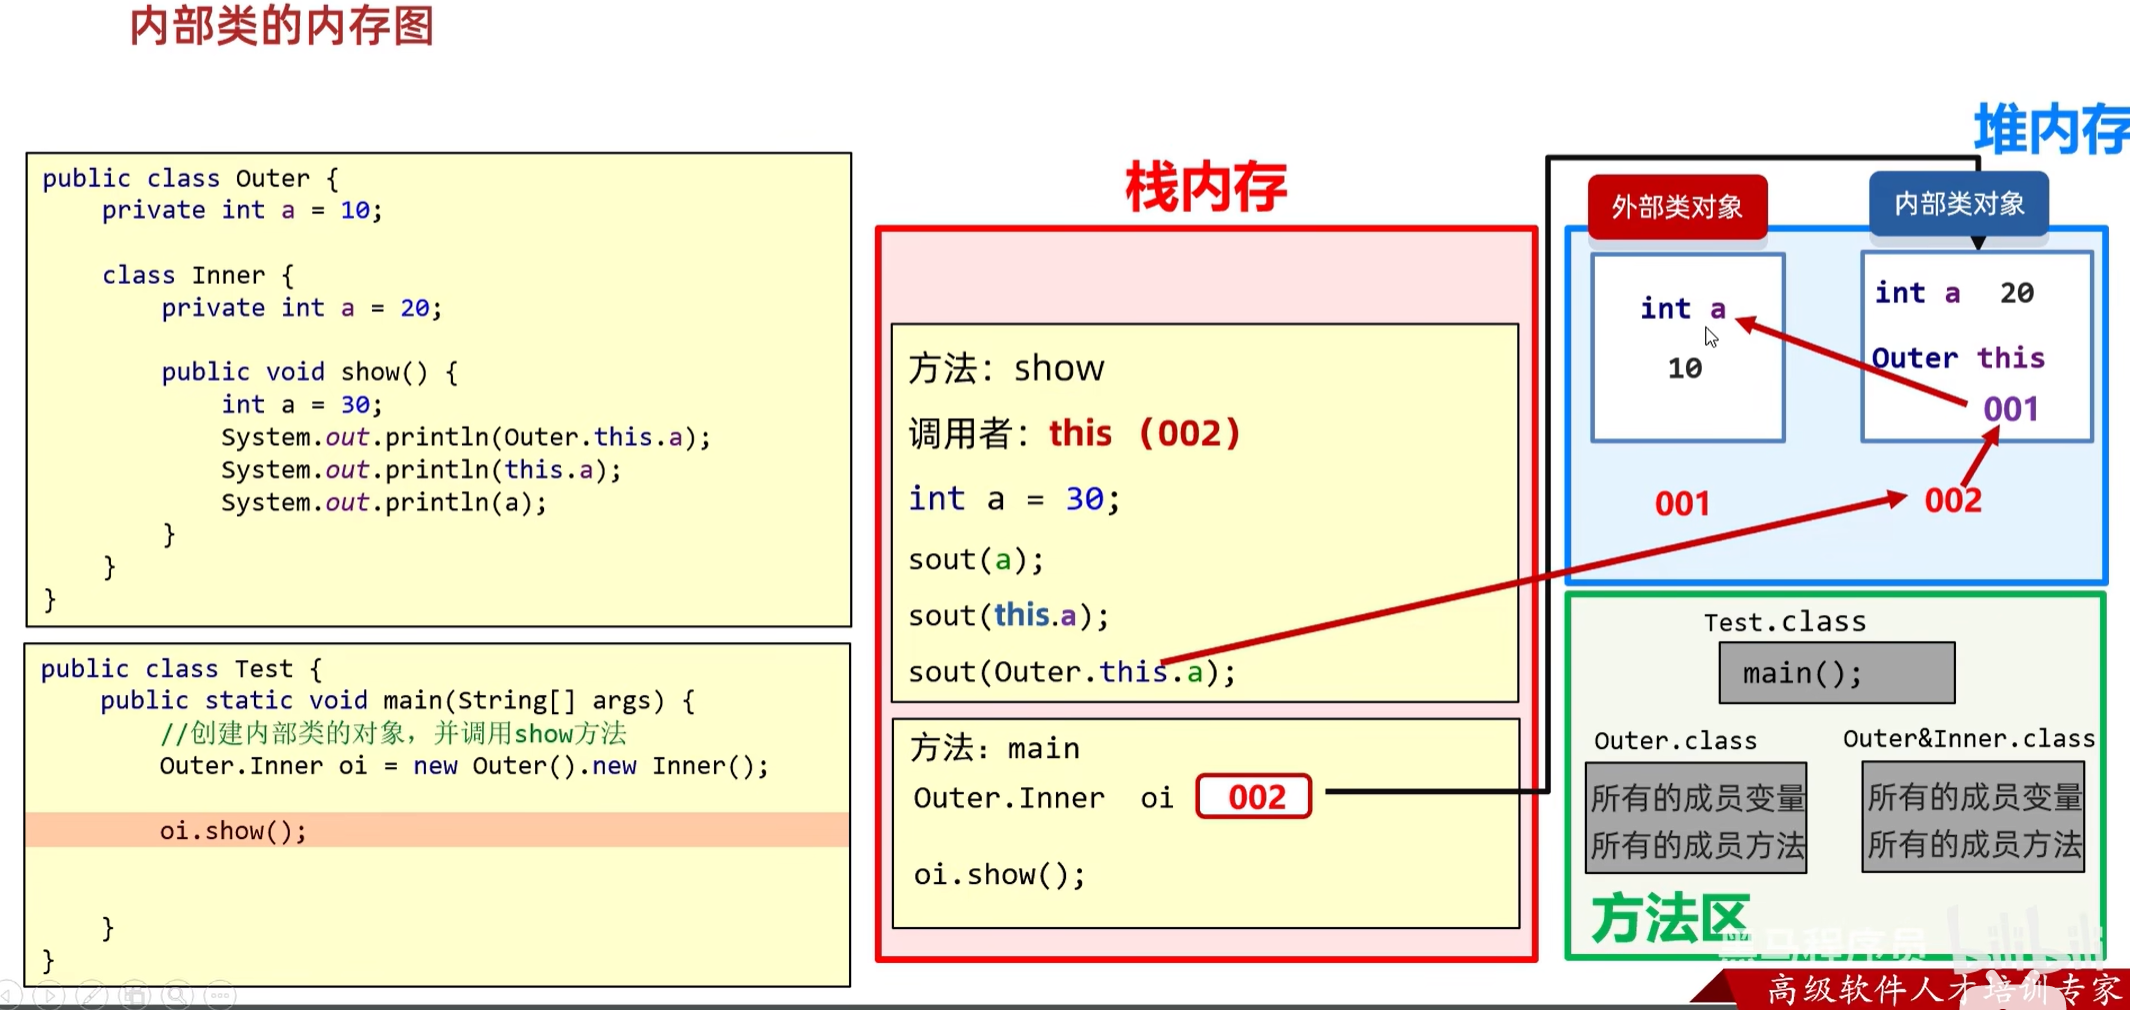 内部类的内存图
public class Outer {
private int a = 10;
class Inner {
private int a = 20;
public void show() {
int a = 30;
System.out.println(Outer.this.a);
System.out.println(this.a);
System.out.println(a);
}
}
}
public class Test {
public static void main(String[] args) {
//创建内部类的对象，并调用show方法
Outer.Inner oi = new Outer().new Inner();
oi.show();
}
}
栈内存
方法：show
调用者：this（002）
int a = 30;
sout(a);
sout(this.a);
sout(Outer.this.a);
方法：main
Outer.Inner oi 002
oi.show();
堆内存
外部类对象
int a
10
001
内部类对象
int a 20
Outer this
001
002
Test.class
main();
Outer.class
所有的成员变量
所有的成员方法
Outer&Inner.class
所有的成员变量
所有的成员方法
方法区
黑马程序员
bilibili
高级软件人才培训专家